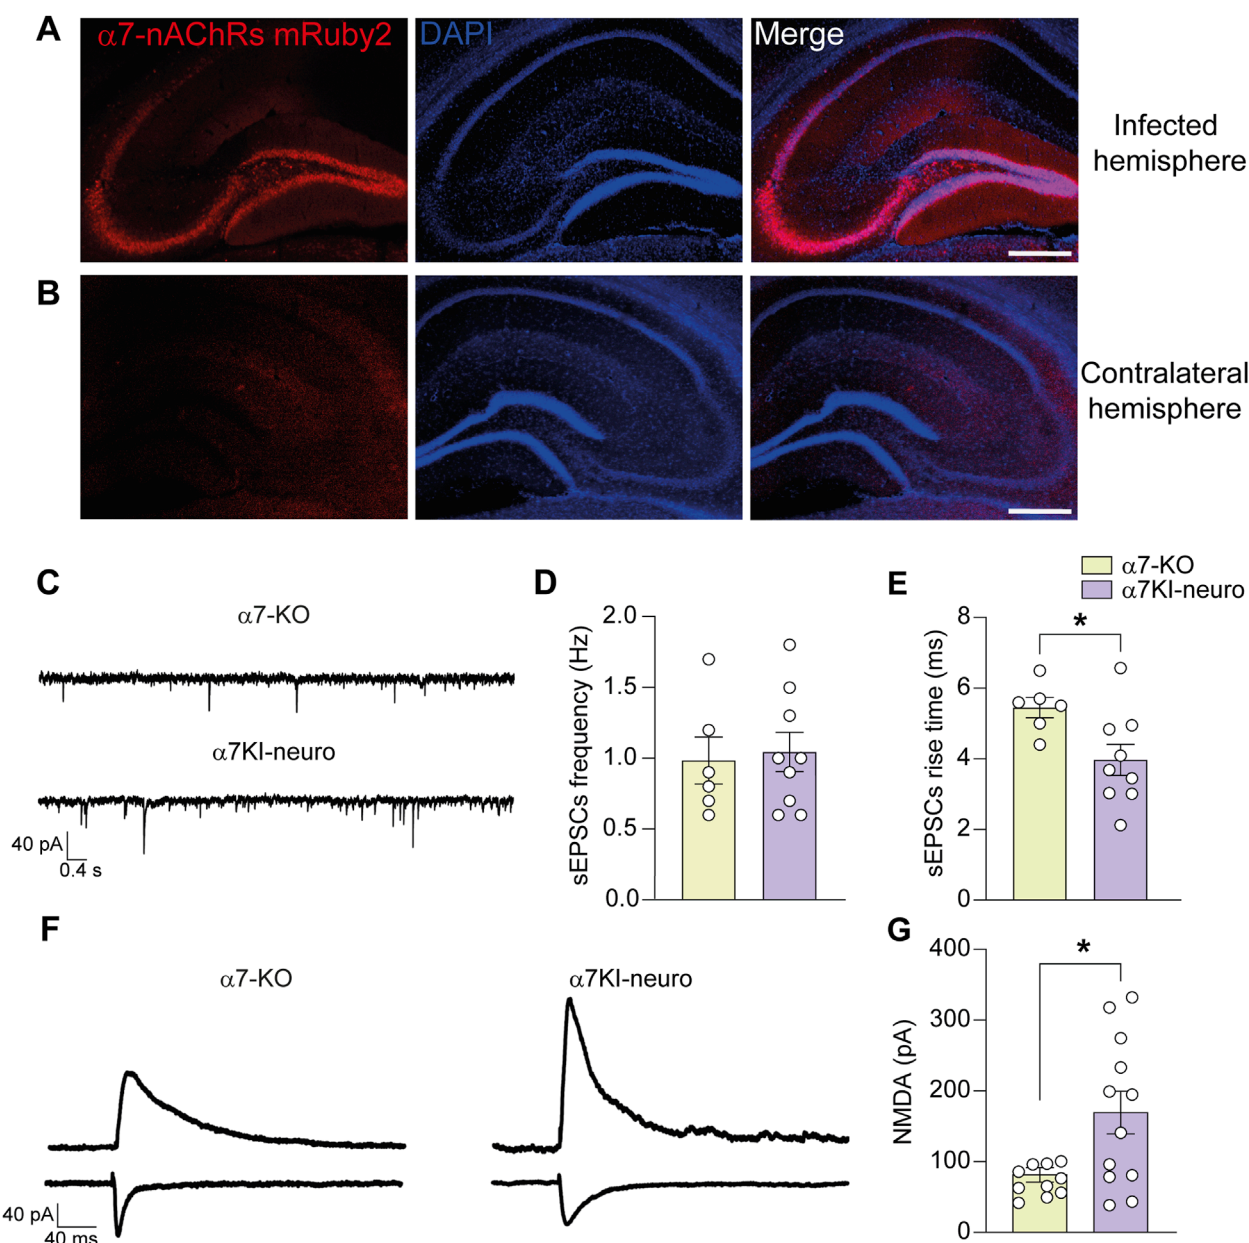 A
α7-nAChRs mRuby2
DAPI
Merge
Infected
hemisphere
B
Contralateral
hemisphere
C
α7-KO
α7KI-neuro
40 pA
0.4 s
D
sEPSCs frequency (Hz)
2.0
1.5
1.0
0.5
0.0
E
α7-KO
α7KI-neuro
sEPSCs rise time (ms)
8
6
4
2
0
*
F
α7-KO
α7KI-neuro
40 pA
40 ms
G
NMDA (pA)
400
300
200
100
0
*